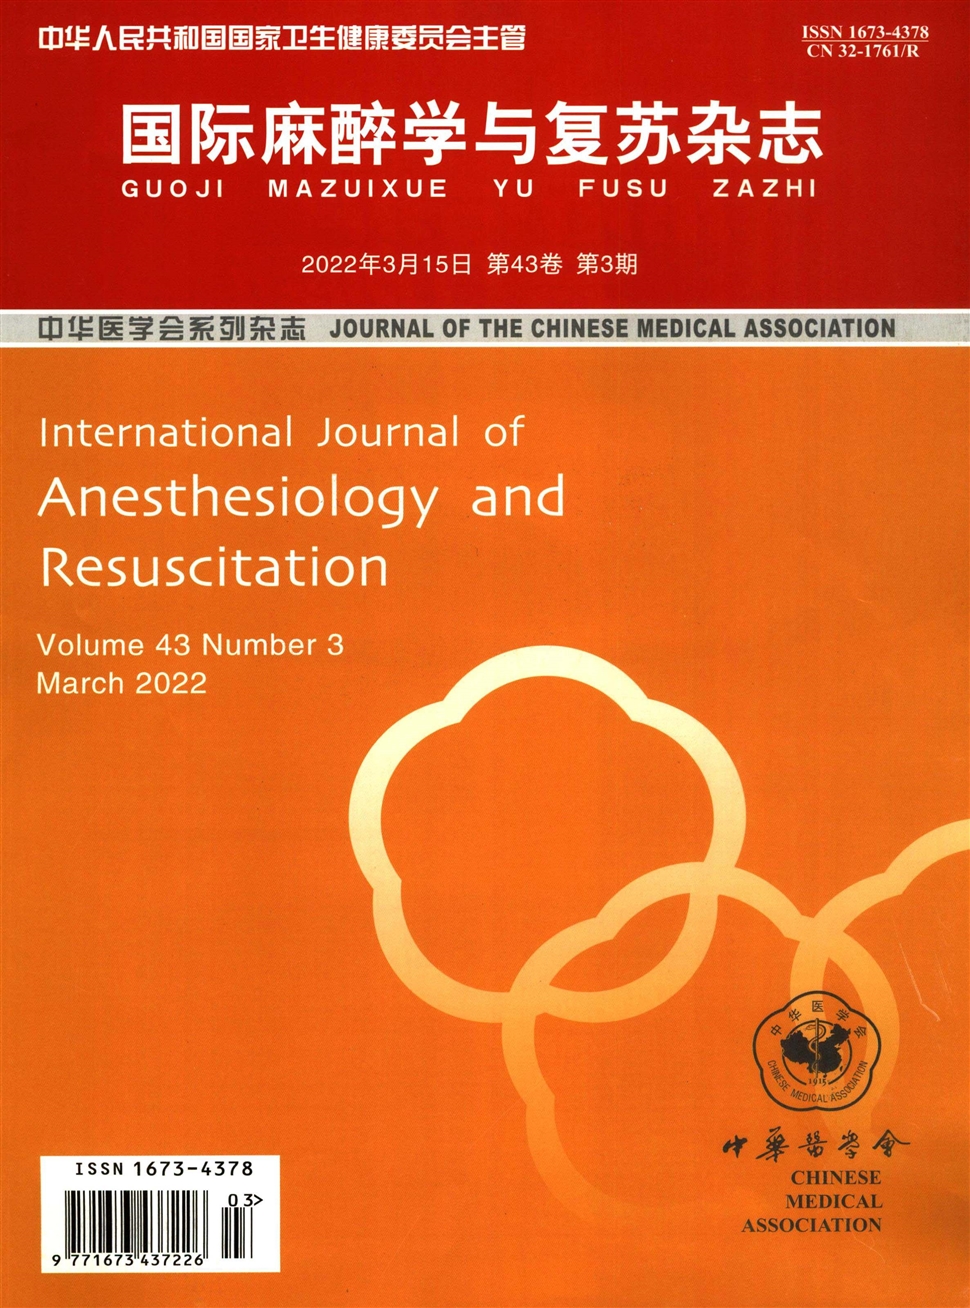 中华人民共和国国家卫生健康委员会主管
ISSN 1673-4378
CN 32-1761/R
国际麻醉学与复苏杂志
GUOJI MAZUIXUE YU FUSU ZAZHI
2022年3月15日 第43卷 第3期
中华医学会系列杂志 JOURNAL OF THE CHINESE MEDICAL ASSOCIATION
International Journal of
Anesthesiology and
Resuscitation
Volume 43 Number 3
March 2022
中华医学会
1915
CHINESE MEDICAL ASSOCIATION
中華醫學會
CHINESE
MEDICAL
ASSOCIATION
ISSN 1673-4378
03>
9 771673 437226